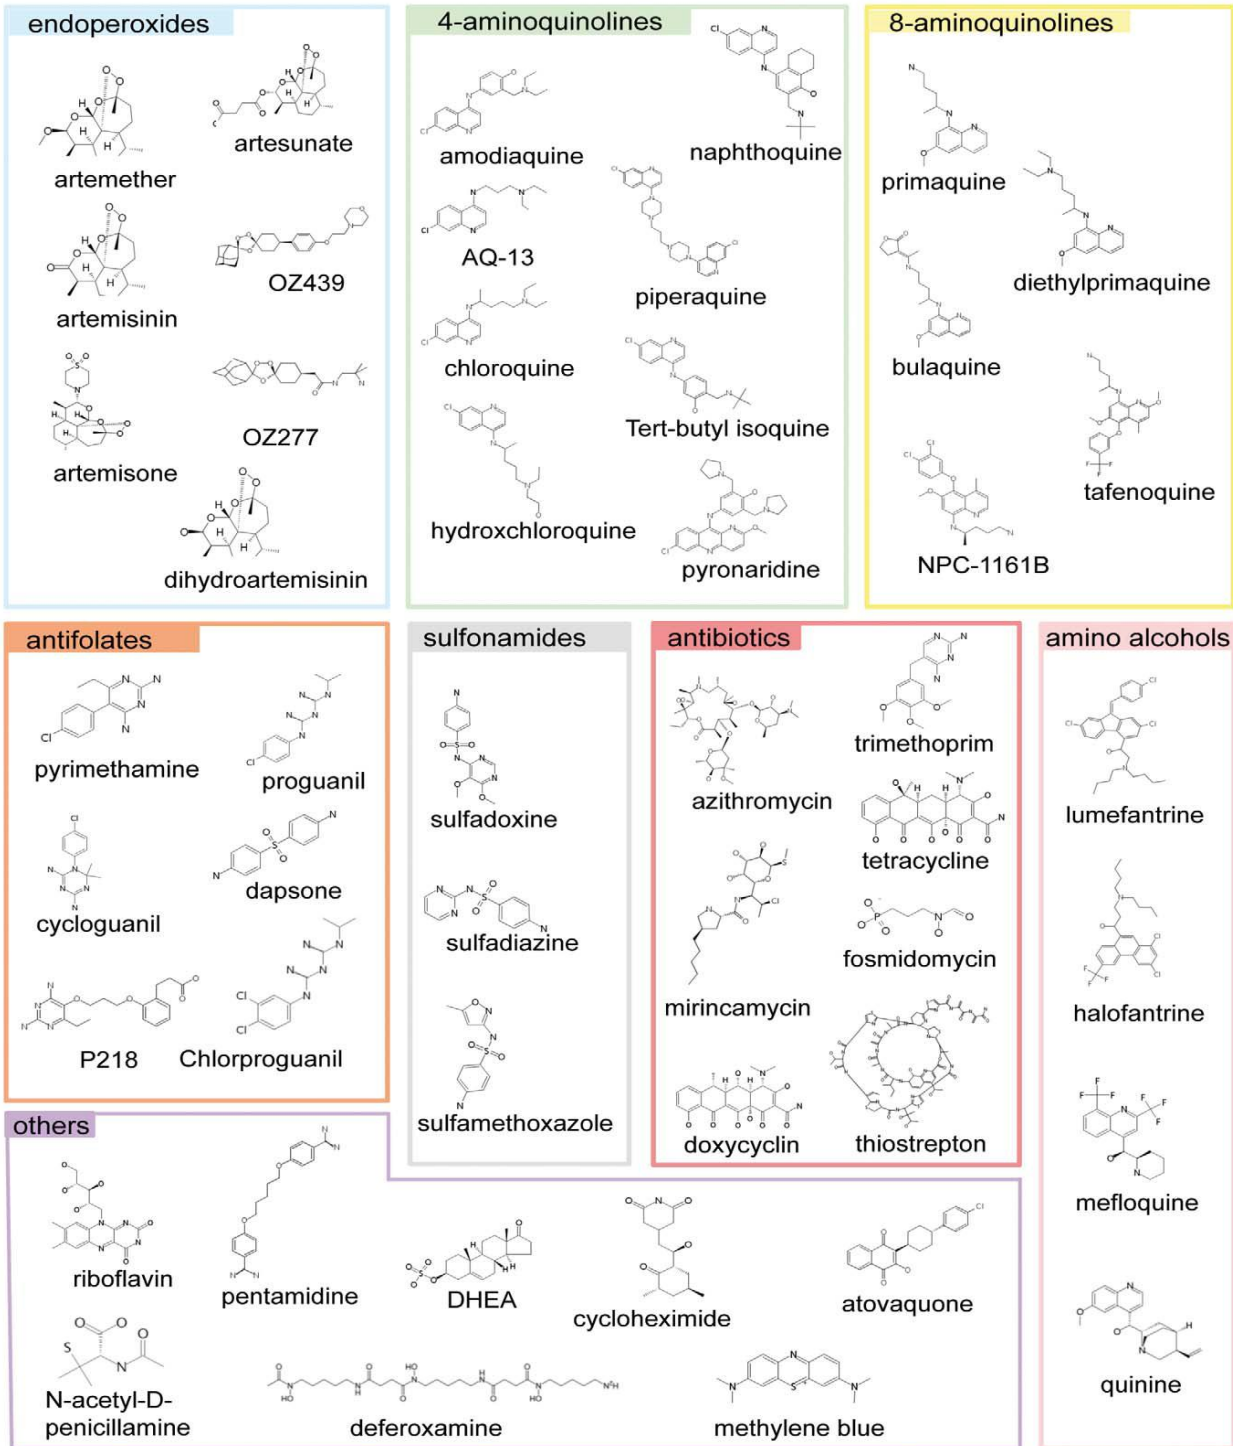 endoperoxides
artemether
artesunate
artemisinin
OZ439
artemisone
OZ277
dihydroartemisinin
4-aminoquinolines
amodiaquine
naphthoquine
AQ-13
piperaquine
chloroquine
Tert-butyl isoquine
hydroxchloroquine
pyronaridine
8-aminoquinolines
primaquine
diethylprimaquine
bulaquine
tafenoquine
NPC-1161B
antifolates
pyrimethamine
proguanil
cycloguanil
dapsone
P218
Chlorproguanil
sulfonamides
sulfadoxine
sulfadiazine
sulfamethoxazole
antibiotics
azithromycin
trimethoprim
tetracycline
mirincamycin
fosmidomycin
doxycyclin
thiostrepton
amino alcohols
lumefantrine
halofantrine
mefloquine
quinine
others
riboflavin
pentamidine
DHEA
cycloheximide
atovaquone
N-acetyl-D-
penicillamine
deferoxamine
methylene blue